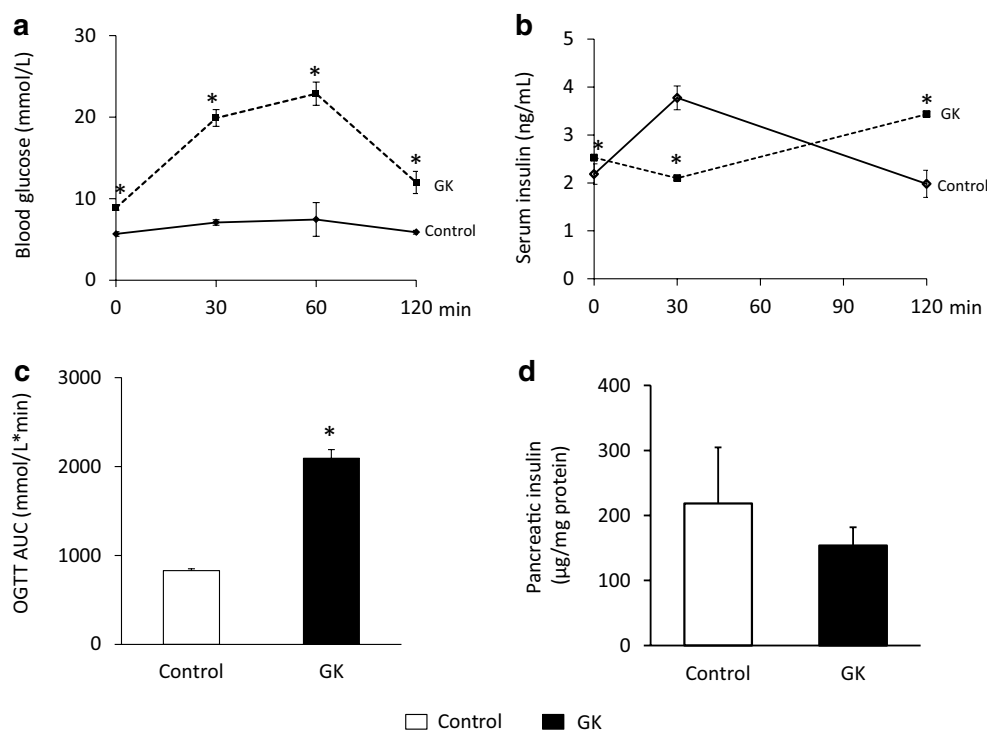 a
Blood glucose (mmol/L)
30
20
10
0
*
*
*
*
GK
Control
0 30 60 120 min
b
Serum insulin (ng/mL)
5
4
3
2
1
0
*
*
*
GK
Control
0 30 60 90 120 min
c
OGTT AUC (mmol/L*min)
3000
2000
1000
0
*
Control GK
d
Pancreatic insulin
(µg/mg protein)
400
300
200
100
0
Control GK
Control GK